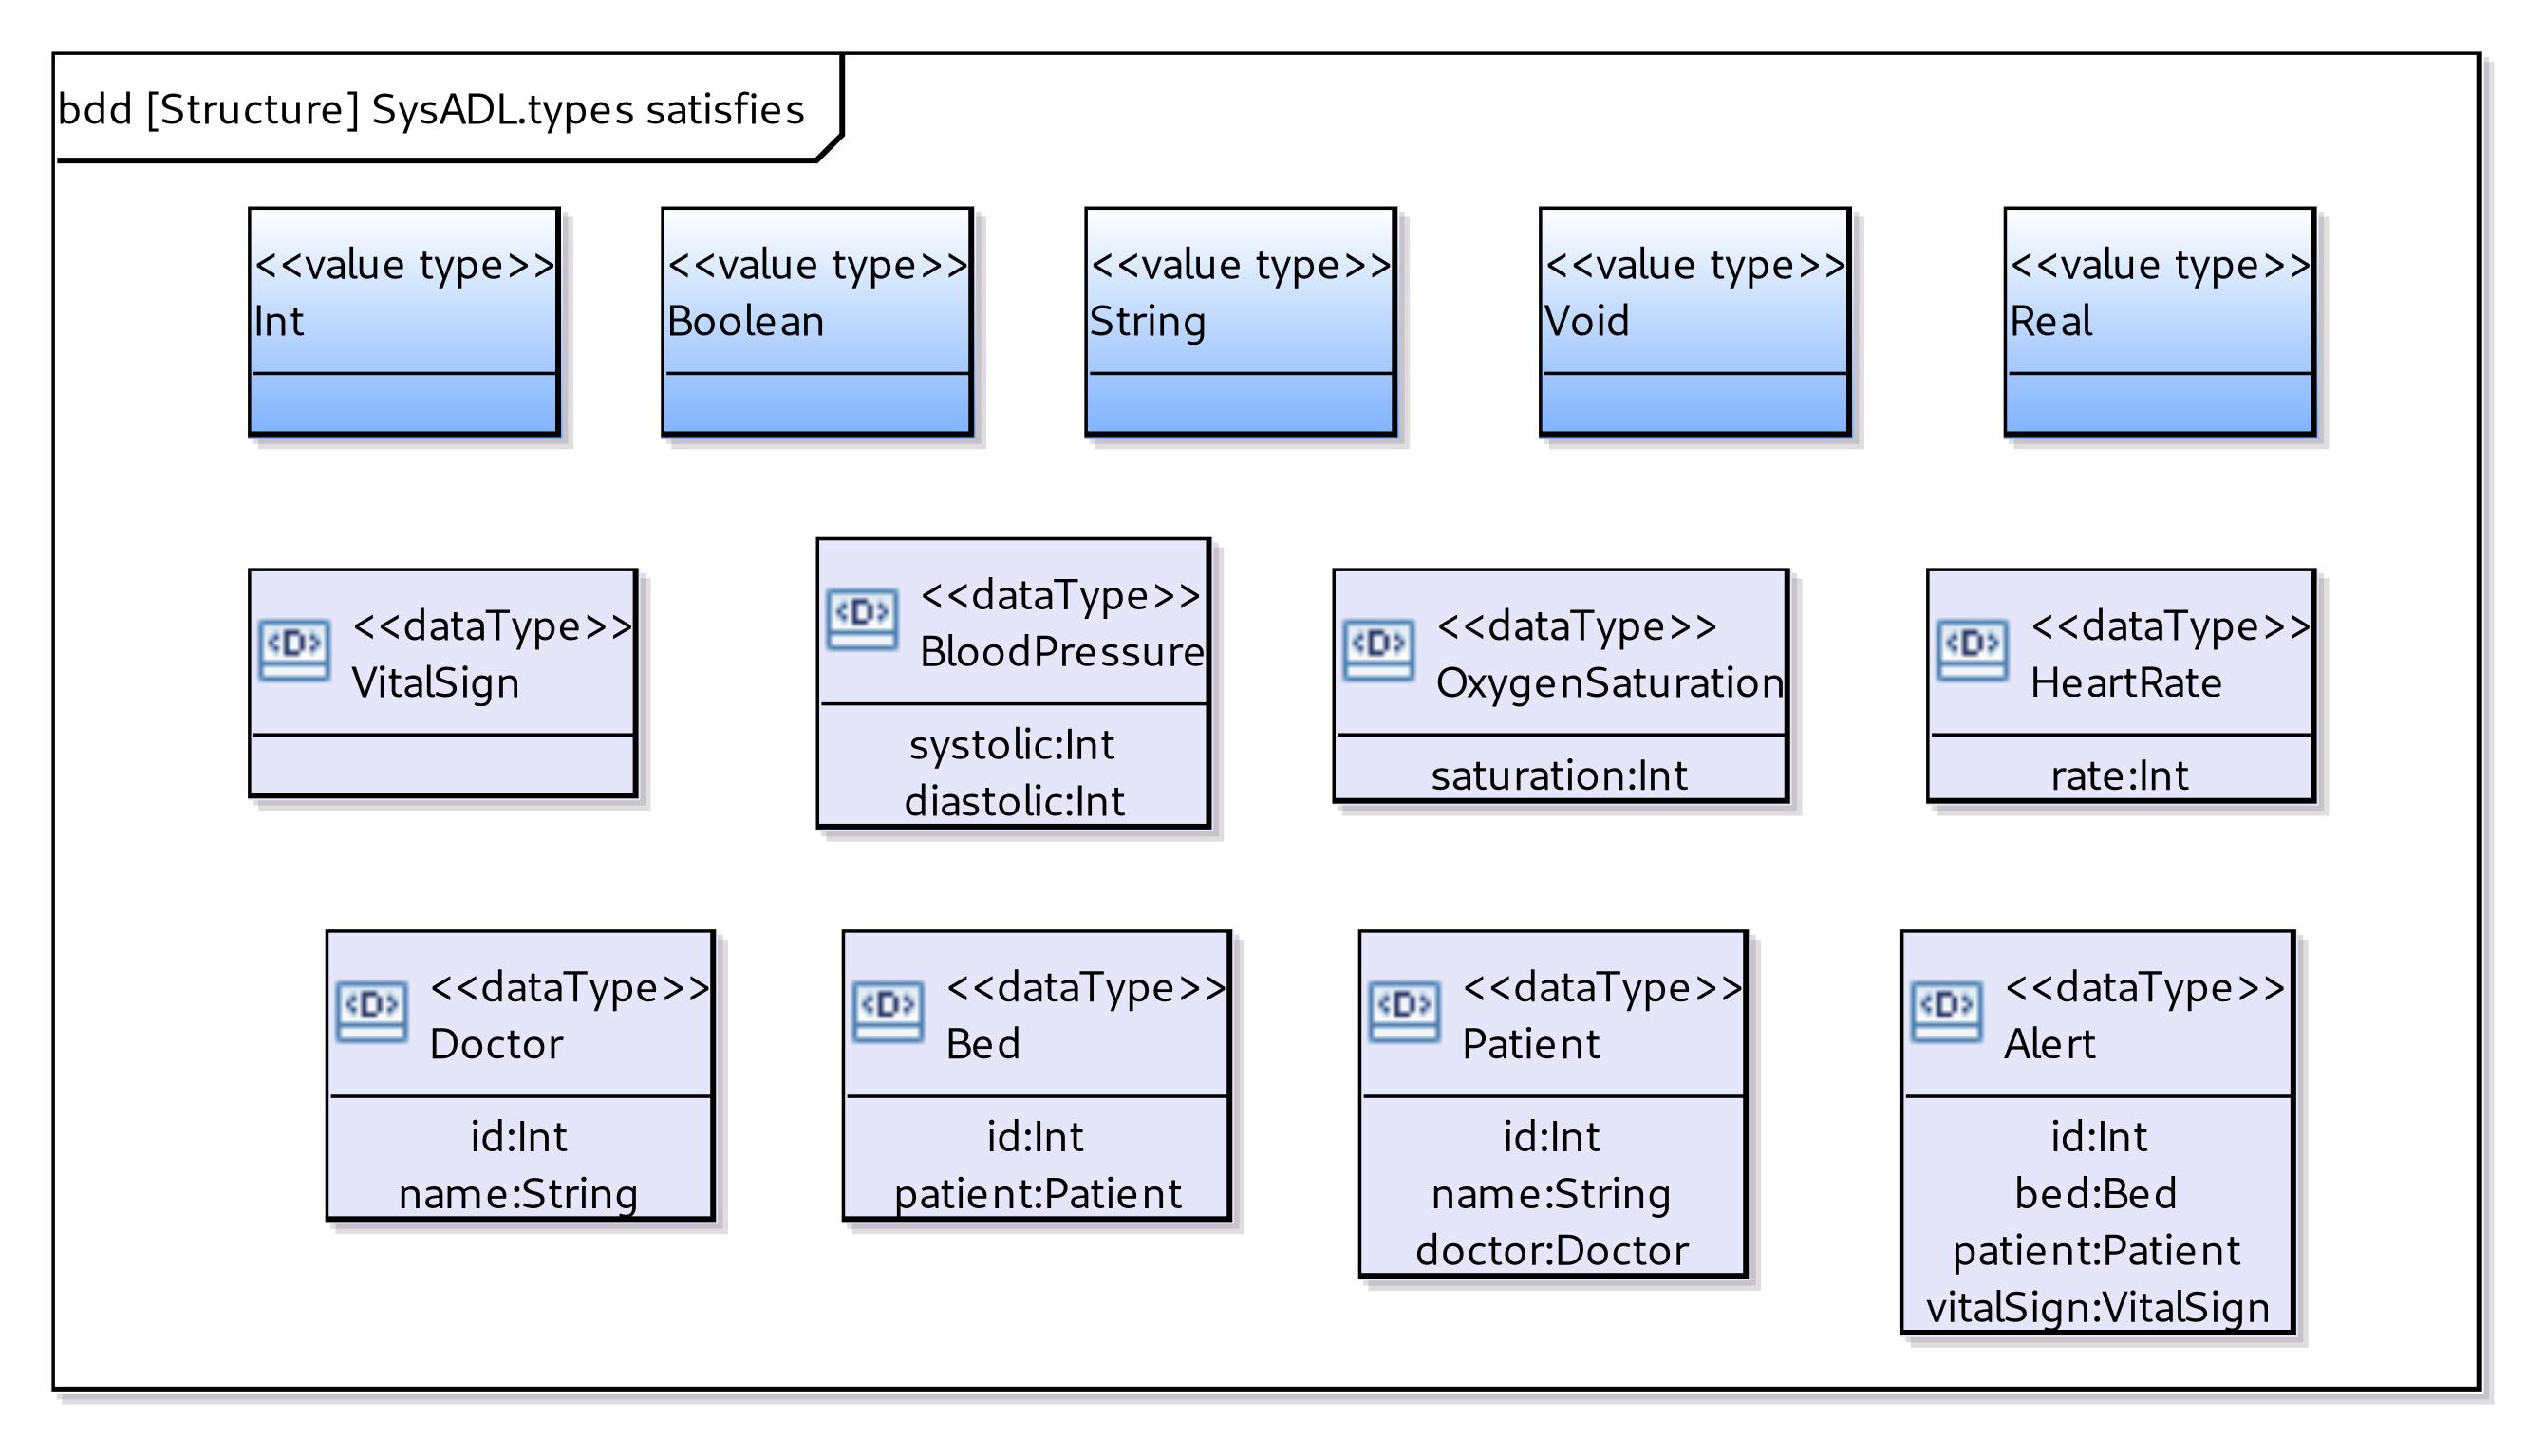 bdd [Structure] SysADL.types satisfies
<<value type>>
Int
<<value type>>
Boolean
<<value type>>
String
<<value type>>
Void
<<value type>>
Real
<D>
<<dataType>>
VitalSign
<D>
<<dataType>>
BloodPressure
systolic:Int
diastolic:Int
<D>
<<dataType>>
OxygenSaturation
saturation:Int
<D>
<<dataType>>
HeartRate
rate:Int
<D>
<<dataType>>
Doctor
id:Int
name:String
<D>
<<dataType>>
Bed
id:Int
patient:Patient
<D>
<<dataType>>
Patient
id:Int
name:String
doctor:Doctor
<D>
<<dataType>>
Alert
id:Int
bed:Bed
patient:Patient
vitalSign:VitalSign